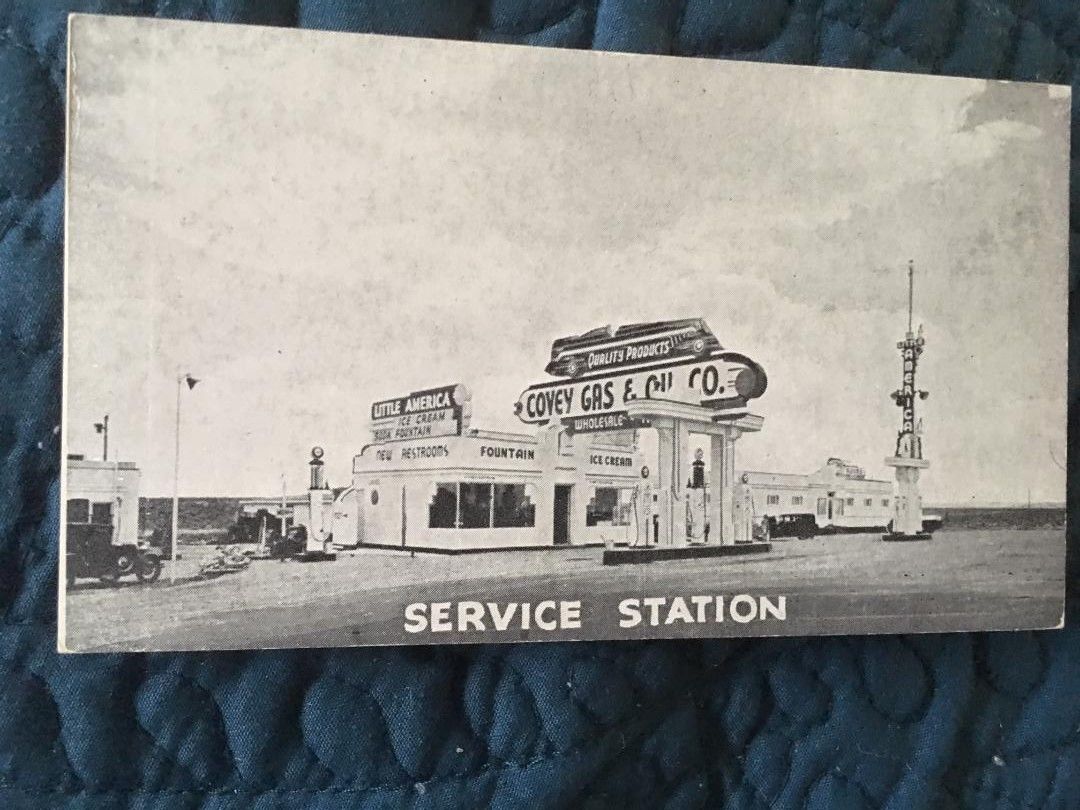 QUALITY PRODUCTS
COVEY GAS & OIL CO.
WHOLESALE
LITTLE AMERICA
ICE CREAM
SODA FOUNTAIN
NEW RESTROOMS
FOUNTAIN
ICE CREAM
AMERICA
SERVICE STATION